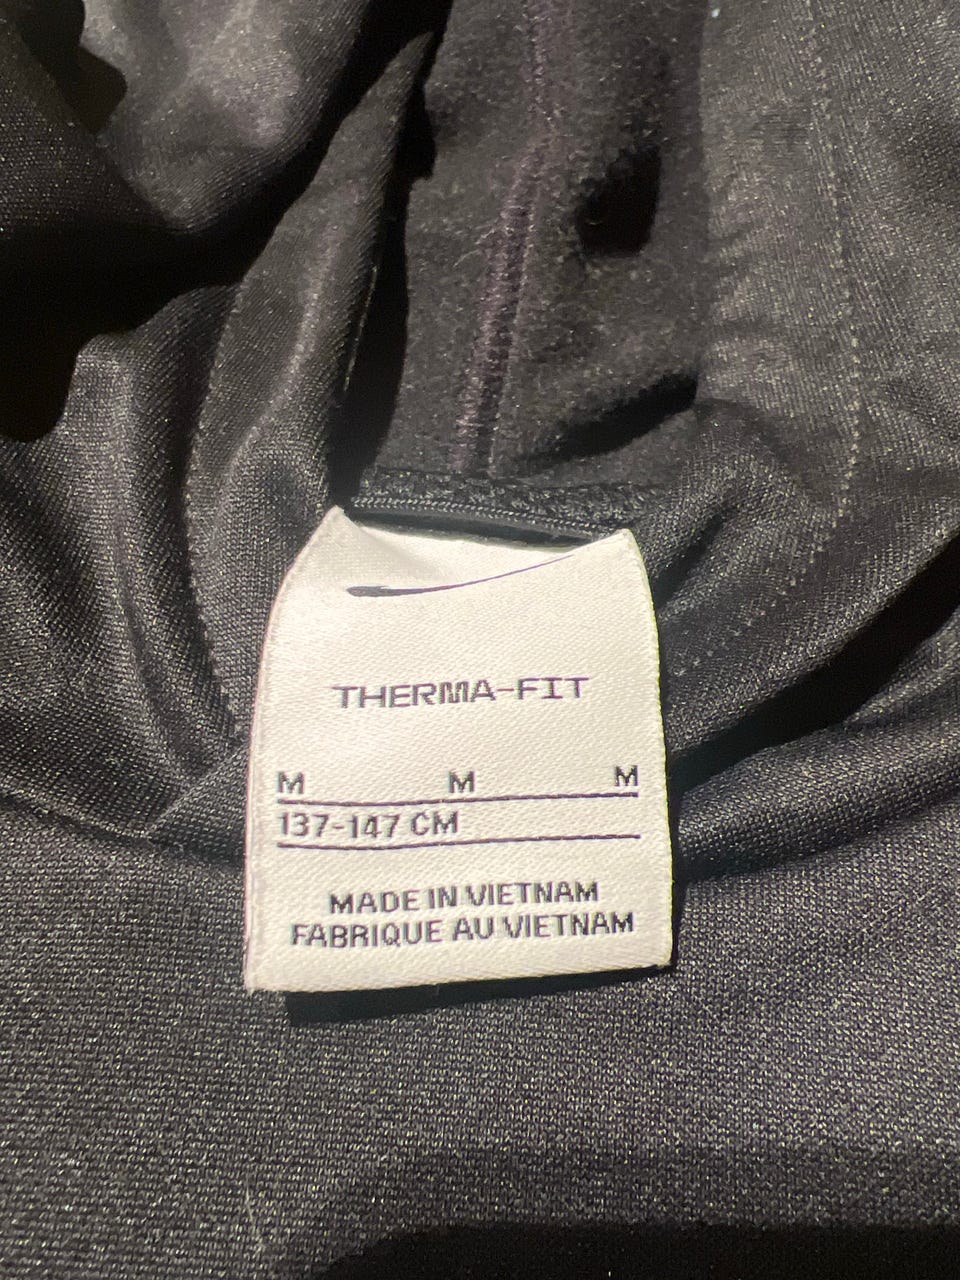 THERMA-FIT
M M M
137-147 CM
MADE IN VIETNAM
FABRIQUE AU VIETNAM